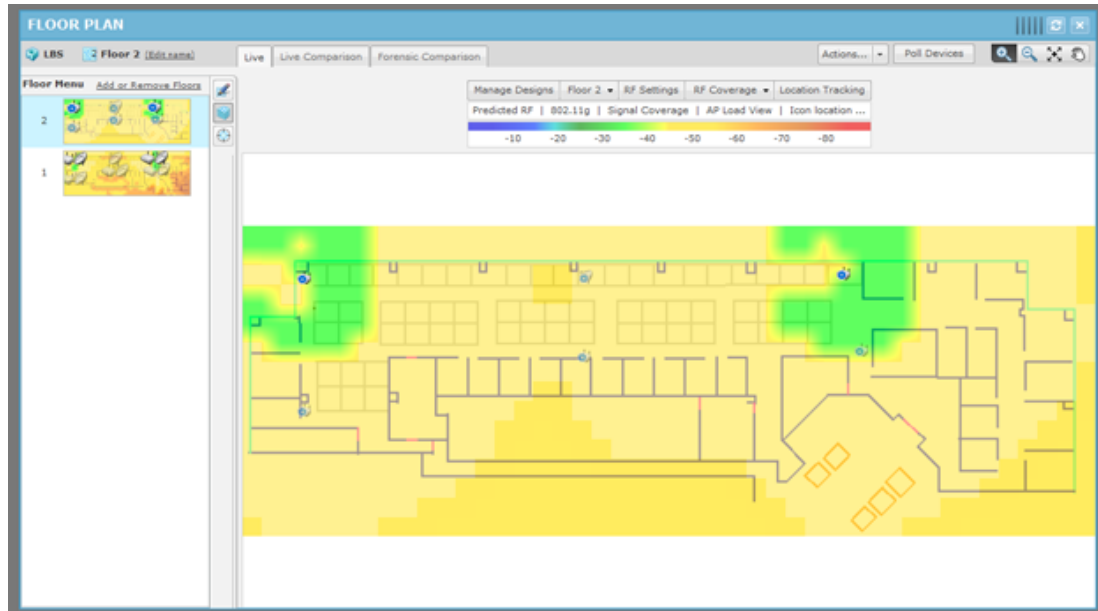 FLOOR PLAN
LBS 2 Floor 2 [Edit name]
Live Live Comparison Forensic Comparison
Actions... Poll Devices
Floor Menu Add or Remove Floors
Manage Designs Floor 2 RF Settings RF Coverage Location Tracking
Predicted RF | 802.11g | Signal Coverage | AP Load View | Icon location ...
-10 -20 -30 -40 -50 -60 -70 -80
2
1